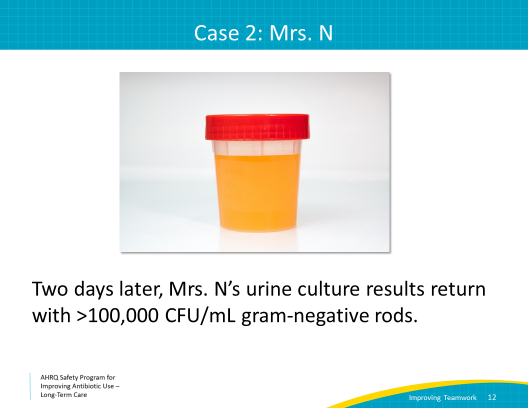 Case 2: Mrs. N
Two days later, Mrs. N’s urine culture results return
with >100,000 CFU/mL gram-negative rods.
AHRQ Safety Program for
Improving Antibiotic Use –
Long-Term Care
Improving Teamwork 12